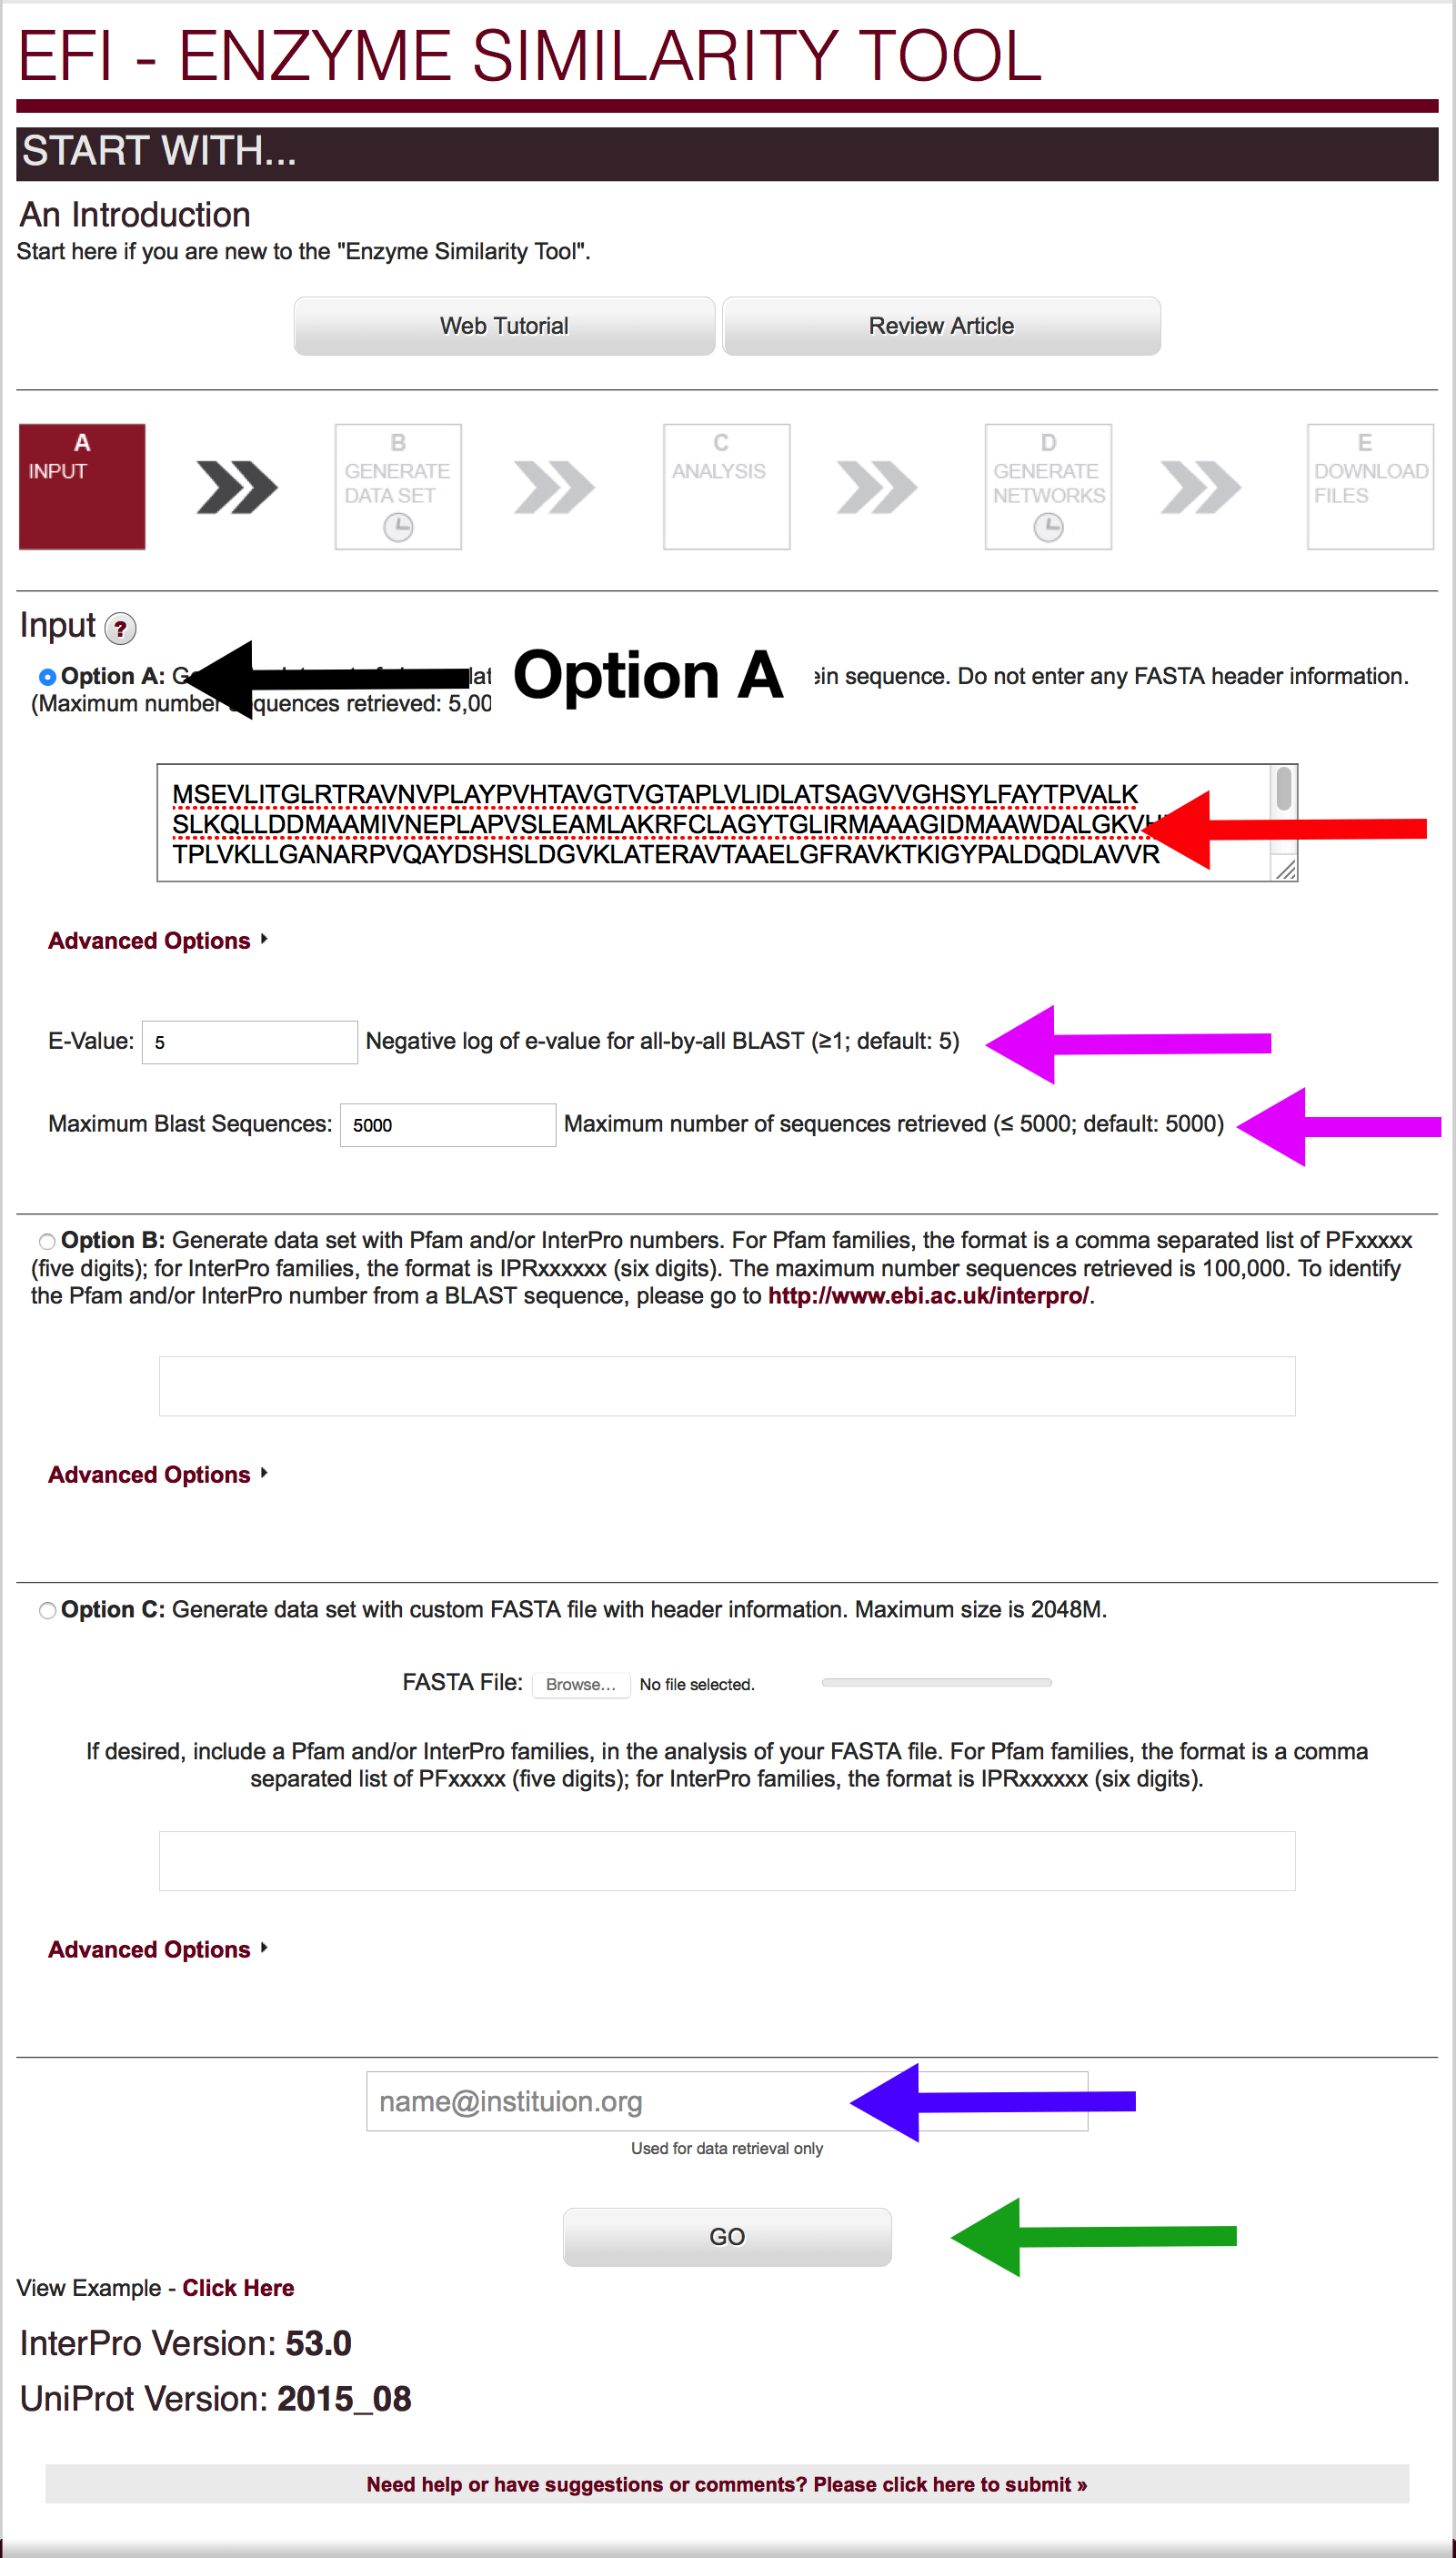 EFI - ENZYME SIMILARITY TOOL
START WITH...
An Introduction
Start here if you are new to the "Enzyme Similarity Tool".
Web Tutorial
Review Article
A
INPUT
B
GENERATE
DATA SET
C
ANALYSIS
D
GENERATE
NETWORKS
E
DOWNLOAD
FILES
Input ?
Option A:
Option A
sequence. Do not enter any FASTA header information.
(Maximum number sequences retrieved:
MSEVLITGLRTRAVNVPLAYPVHTAVGTVGTAPLVLIDLATSAGVVGHSYLFAYTPVALK
SLKQLLDDMAAMIVNEPLAPVSLEAMLAKRFCLAGYTGLIRMAAAGIDMAAWDALGKV
TPLVKLLGANARPVQAYDSHSLDGVKLATERAVTAAELGFRAVKTKIGYPALDQDLAVVR
Advanced Options
E-Value: 5 Negative log of e-value for all-by-all BLAST (≥1; default: 5)
Maximum Blast Sequences: 5000 Maximum number of sequences retrieved (≤ 5000; default: 5000)
Option B: Generate data set with Pfam and/or InterPro numbers. For Pfam families, the format is a comma separated list of PFxxxxx
(five digits); for InterPro families, the format is IPRxxxxxx (six digits). The maximum number sequences retrieved is 100,000. To identify
the Pfam and/or InterPro number from a BLAST sequence, please go to http://www.ebi.ac.uk/interpro/.
Advanced Options
Option C: Generate data set with custom FASTA file with header information. Maximum size is 2048M.
FASTA File: Browse... No file selected.
If desired, include a Pfam and/or InterPro families, in the analysis of your FASTA file. For Pfam families, the format is a comma
separated list of PFxxxxx (five digits); for InterPro families, the format is IPRxxxxxx (six digits).
Advanced Options
name@instituion.org
Used for data retrieval only
GO
View Example - Click Here
InterPro Version: 53.0
UniProt Version: 2015_08
Need help or have suggestions or comments? Please click here to submit »